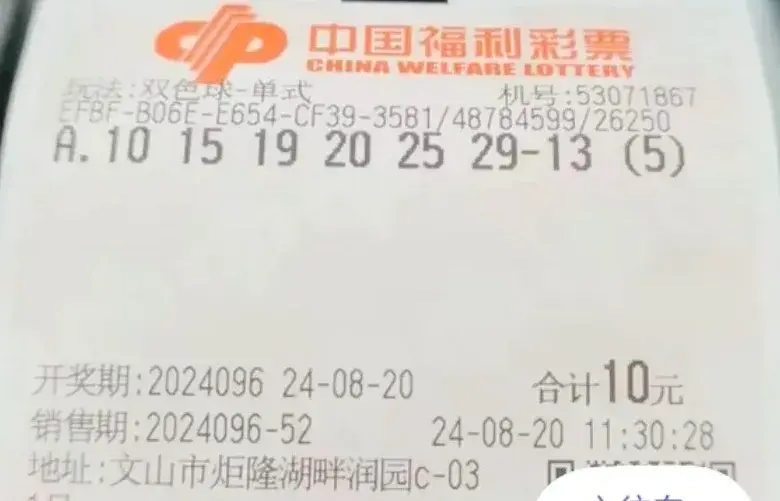 中国福利彩票
CHINA WELFARE LOTTERY
玩法:双色球-单式 机号:53071867
EFBF-B06E-E654-CF39-3581/48784599/26250
A.10 15 19 20 25 29-13 (5)
开奖期:2024096 24-08-20 合计10元
销售期:2024096-52 24-08-20 11:30:28
地址:文山市炬隆湖畔润园c-03